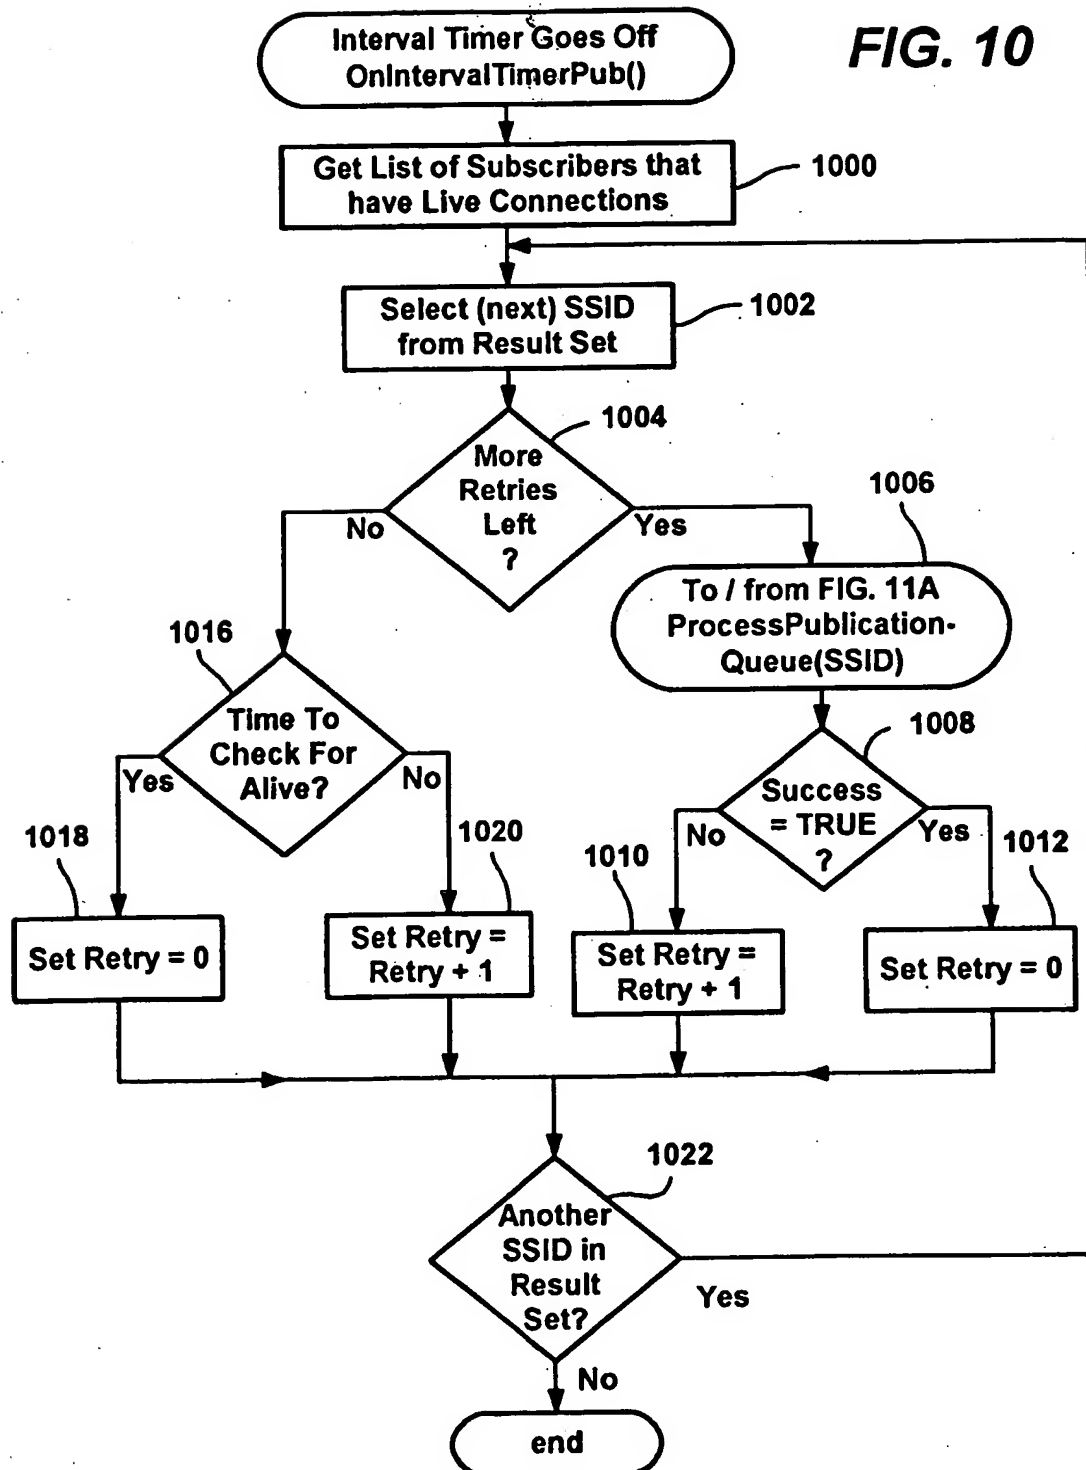 FIG. 10
Interval Timer Goes Off
OnIntervalTimerPub()
Get List of Subscribers that
have Live Connections
1000
Select (next) SSID
from Result Set
1002
More
Retries
Left
?
1004
No
Yes
1006
To / from FIG. 11A
ProcessPublication-
Queue(SSID)
1016
Time To
Check For
Alive?
Yes
No
1008
Success
= TRUE
?
No
Yes
1018
Set Retry = 0
1020
Set Retry =
Retry + 1
1010
Set Retry =
Retry + 1
1012
Set Retry = 0
1022
Another
SSID in
Result
Set?
Yes
No
end